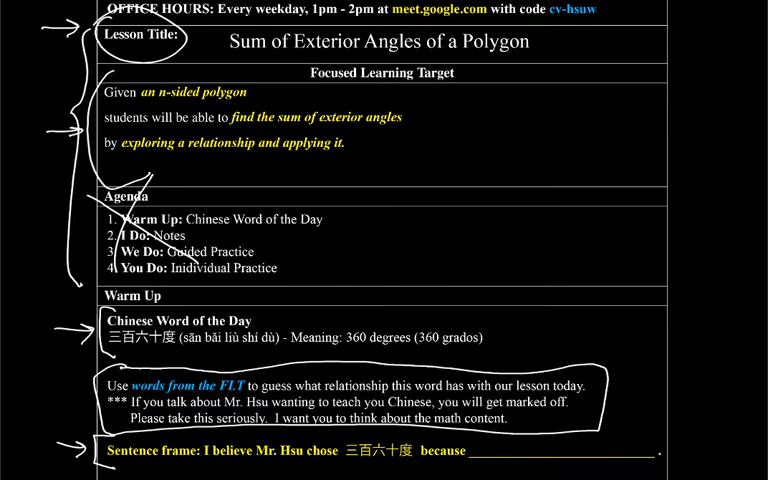 OFFICE HOURS: Every weekday, 1pm - 2pm at meet.google.com with code cv-hsuw
Lesson Title:
Sum of Exterior Angles of a Polygon
Focused Learning Target
Given an n-sided polygon
students will be able to find the sum of exterior angles
by exploring a relationship and applying it.
Agenda
1. Warm Up: Chinese Word of the Day
2. I Do: Notes
3. We Do: Guided Practice
4. You Do: Inidividual Practice
Warm Up
Chinese Word of the Day
三百六十度 (sān bǎi liù shí dù) - Meaning: 360 degrees (360 grados)
Use words from the FLT to guess what relationship this word has with our lesson today.
*** If you talk about Mr. Hsu wanting to teach you Chinese, you will get marked off.
Please take this seriously. I want you to think about the math content.
Sentence frame: I believe Mr. Hsu chose 三百六十度 because ______________________________ .